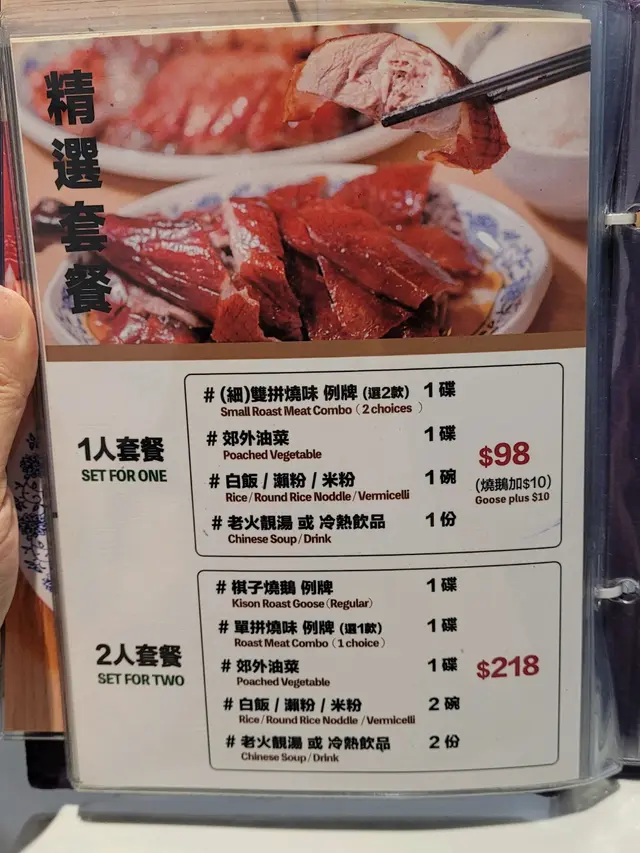 精選套餐
1人套餐
SET FOR ONE
# (細)雙拼燒味 例牌 (選2款) 1碟
Small Roast Meat Combo (2 choices )
# 郊外油菜 1碟
Poached Vegetable
# 白飯 / 瀨粉 / 米粉 1碗
Rice / Round Rice Noddle / Vermicelli
# 老火靚湯 或 冷熱飲品 1份
Chinese Soup / Drink
$98
(燒鵝加$10)
Goose plus $10
2人套餐
SET FOR TWO
# 棋子燒鵝 例牌 1碟
Kison Roast Goose (Regular)
# 單拼燒味 例牌 (選1款) 1碟
Roast Meat Combo ( 1 choice )
# 郊外油菜 1碟
Poached Vegetable
# 白飯 / 瀨粉 / 米粉 2碗
Rice / Round Rice Noddle / Vermicelli
# 老火靚湯 或 冷熱飲品 2份
Chinese Soup / Drink
$218